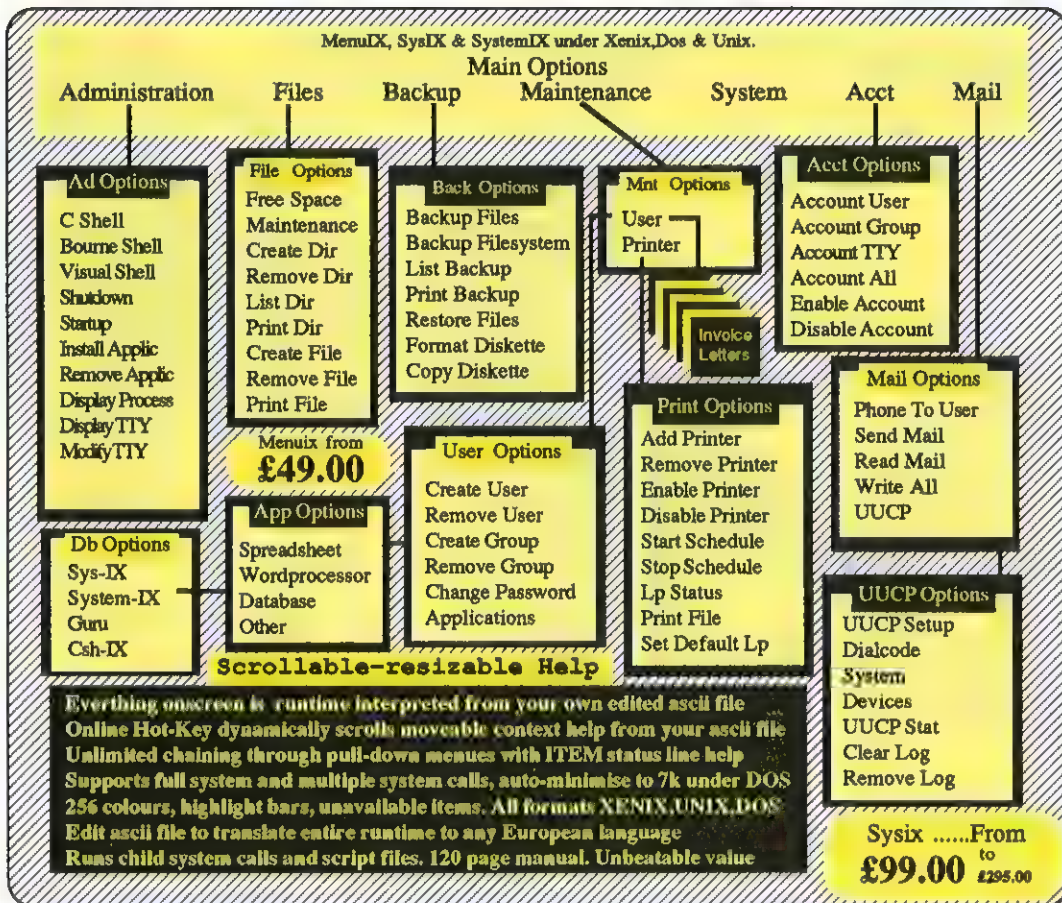 MenuIX, SysIX & SystemIX under Xenix,Dos & Unix.
Main Options
Administration Files Backup Maintenance System Acct Mail
Ad Options
C Shell
Bourne Shell
Visual Shell
Shutdown
Startup
Install Applic
Remove Applic
Display Process
Display TTY
Modify TTY
File Options
Free Space
Maintenance
Create Dir
Remove Dir
List Dir
Print Dir
Create File
Remove File
Print File
Back Options
Backup Files
Backup Filesystem
List Backup
Print Backup
Restore Files
Format Diskette
Copy Diskette
Mnt Options
User
Printer
Invoice
Letters
Acct Options
Account User
Account Group
Account TTY
Account All
Enable Account
Disable Account
Mail Options
Phone To User
Send Mail
Read Mail
Write All
UUCP
Menuix from
£49.00
User Options
Create User
Remove User
Create Group
Remove Group
Change Password
Applications
Print Options
Add Printer
Remove Printer
Enable Printer
Disable Printer
Start Schedule
Stop Schedule
Lp Status
Print File
Set Default Lp
Db Options
Sys-IX
System-IX
Guru
Csh-IX
App Options
Spreadsheet
Wordprocessor
Database
Other
UUCP Options
UUCP Setup
Dialcode
System
Devices
UUCP Stat
Clear Log
Remove Log
Scrollable-resizable Help
Everthing onscreen is runtime interpreted from your own edited ascii file
Online Hot-Key dynamically scrolls moveable context help from your ascii file
Unlimited chaining through pull-down menues with ITEM status line help
Supports full system and multiple system calls, auto-minimise to 7k under DOS
256 colours, highlight bars, unavailable items. All formats XENIX,UNIX,DOS
Edit ascii file to translate entire runtime to any European language
Runs child system calls and script files. 120 page manual. Unbeatable value
Sysix ......From
£99.00 to £295.00